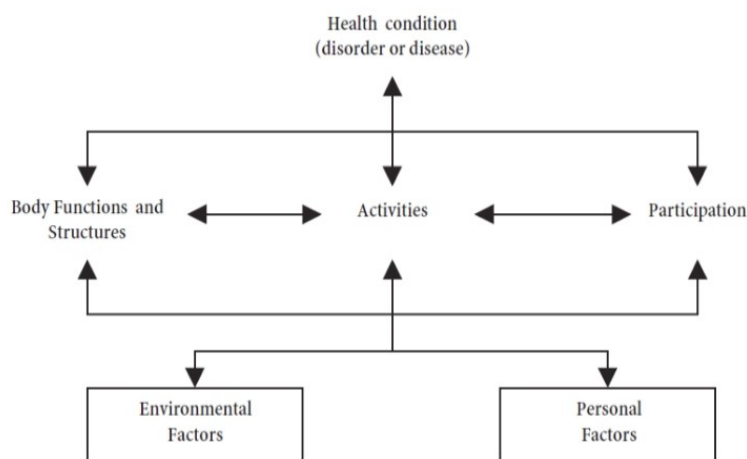 Health condition
(disorder or disease)
Body Functions and
Structures
Activities
Participation
Environmental
Factors
Personal
Factors